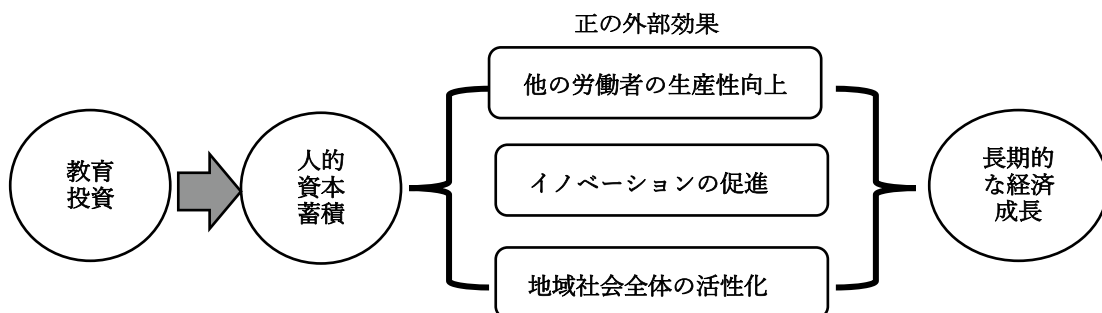 正の外部効果
他の労働者の生産性向上
教育
投資
人的
資本
蓄積
イノベーションの促進
地域社会全体の活性化
長期的
な経済
成長